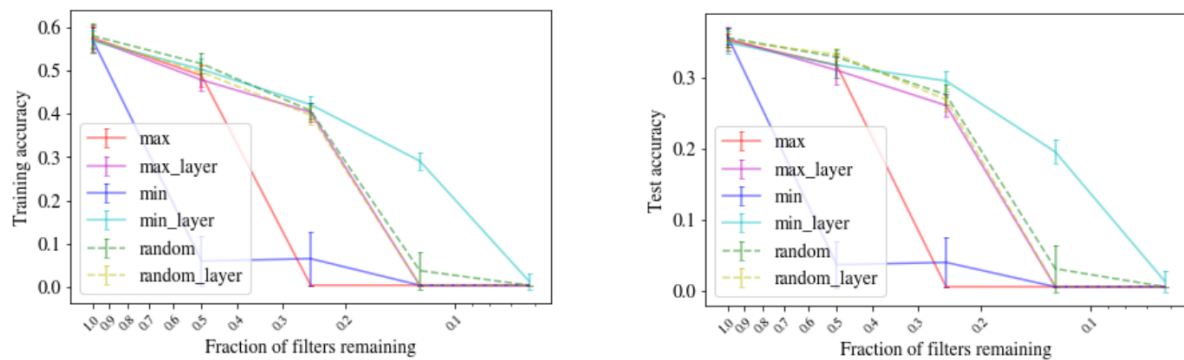 0.6
0.5
0.4
0.3
0.2
0.1
0.0
Training accuracy
max
max_layer
min
min_layer
random
random_layer
1.0 0.9 0.8 0.7 0.6 0.5 0.4 0.3 0.2 0.1
Fraction of filters remaining
0.3
0.2
0.1
0.0
Test accuracy
max
max_layer
min
min_layer
random
random_layer
1.0 0.9 0.8 0.7 0.6 0.5 0.4 0.3 0.2 0.1
Fraction of filters remaining